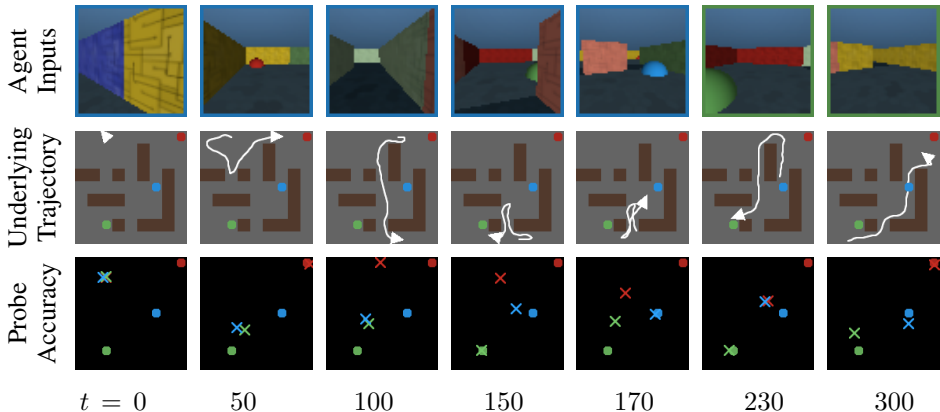 Agent
Inputs
Underlying
Trajectory
Probe
Accuracy
t = 0 50 100 150 170 230 300